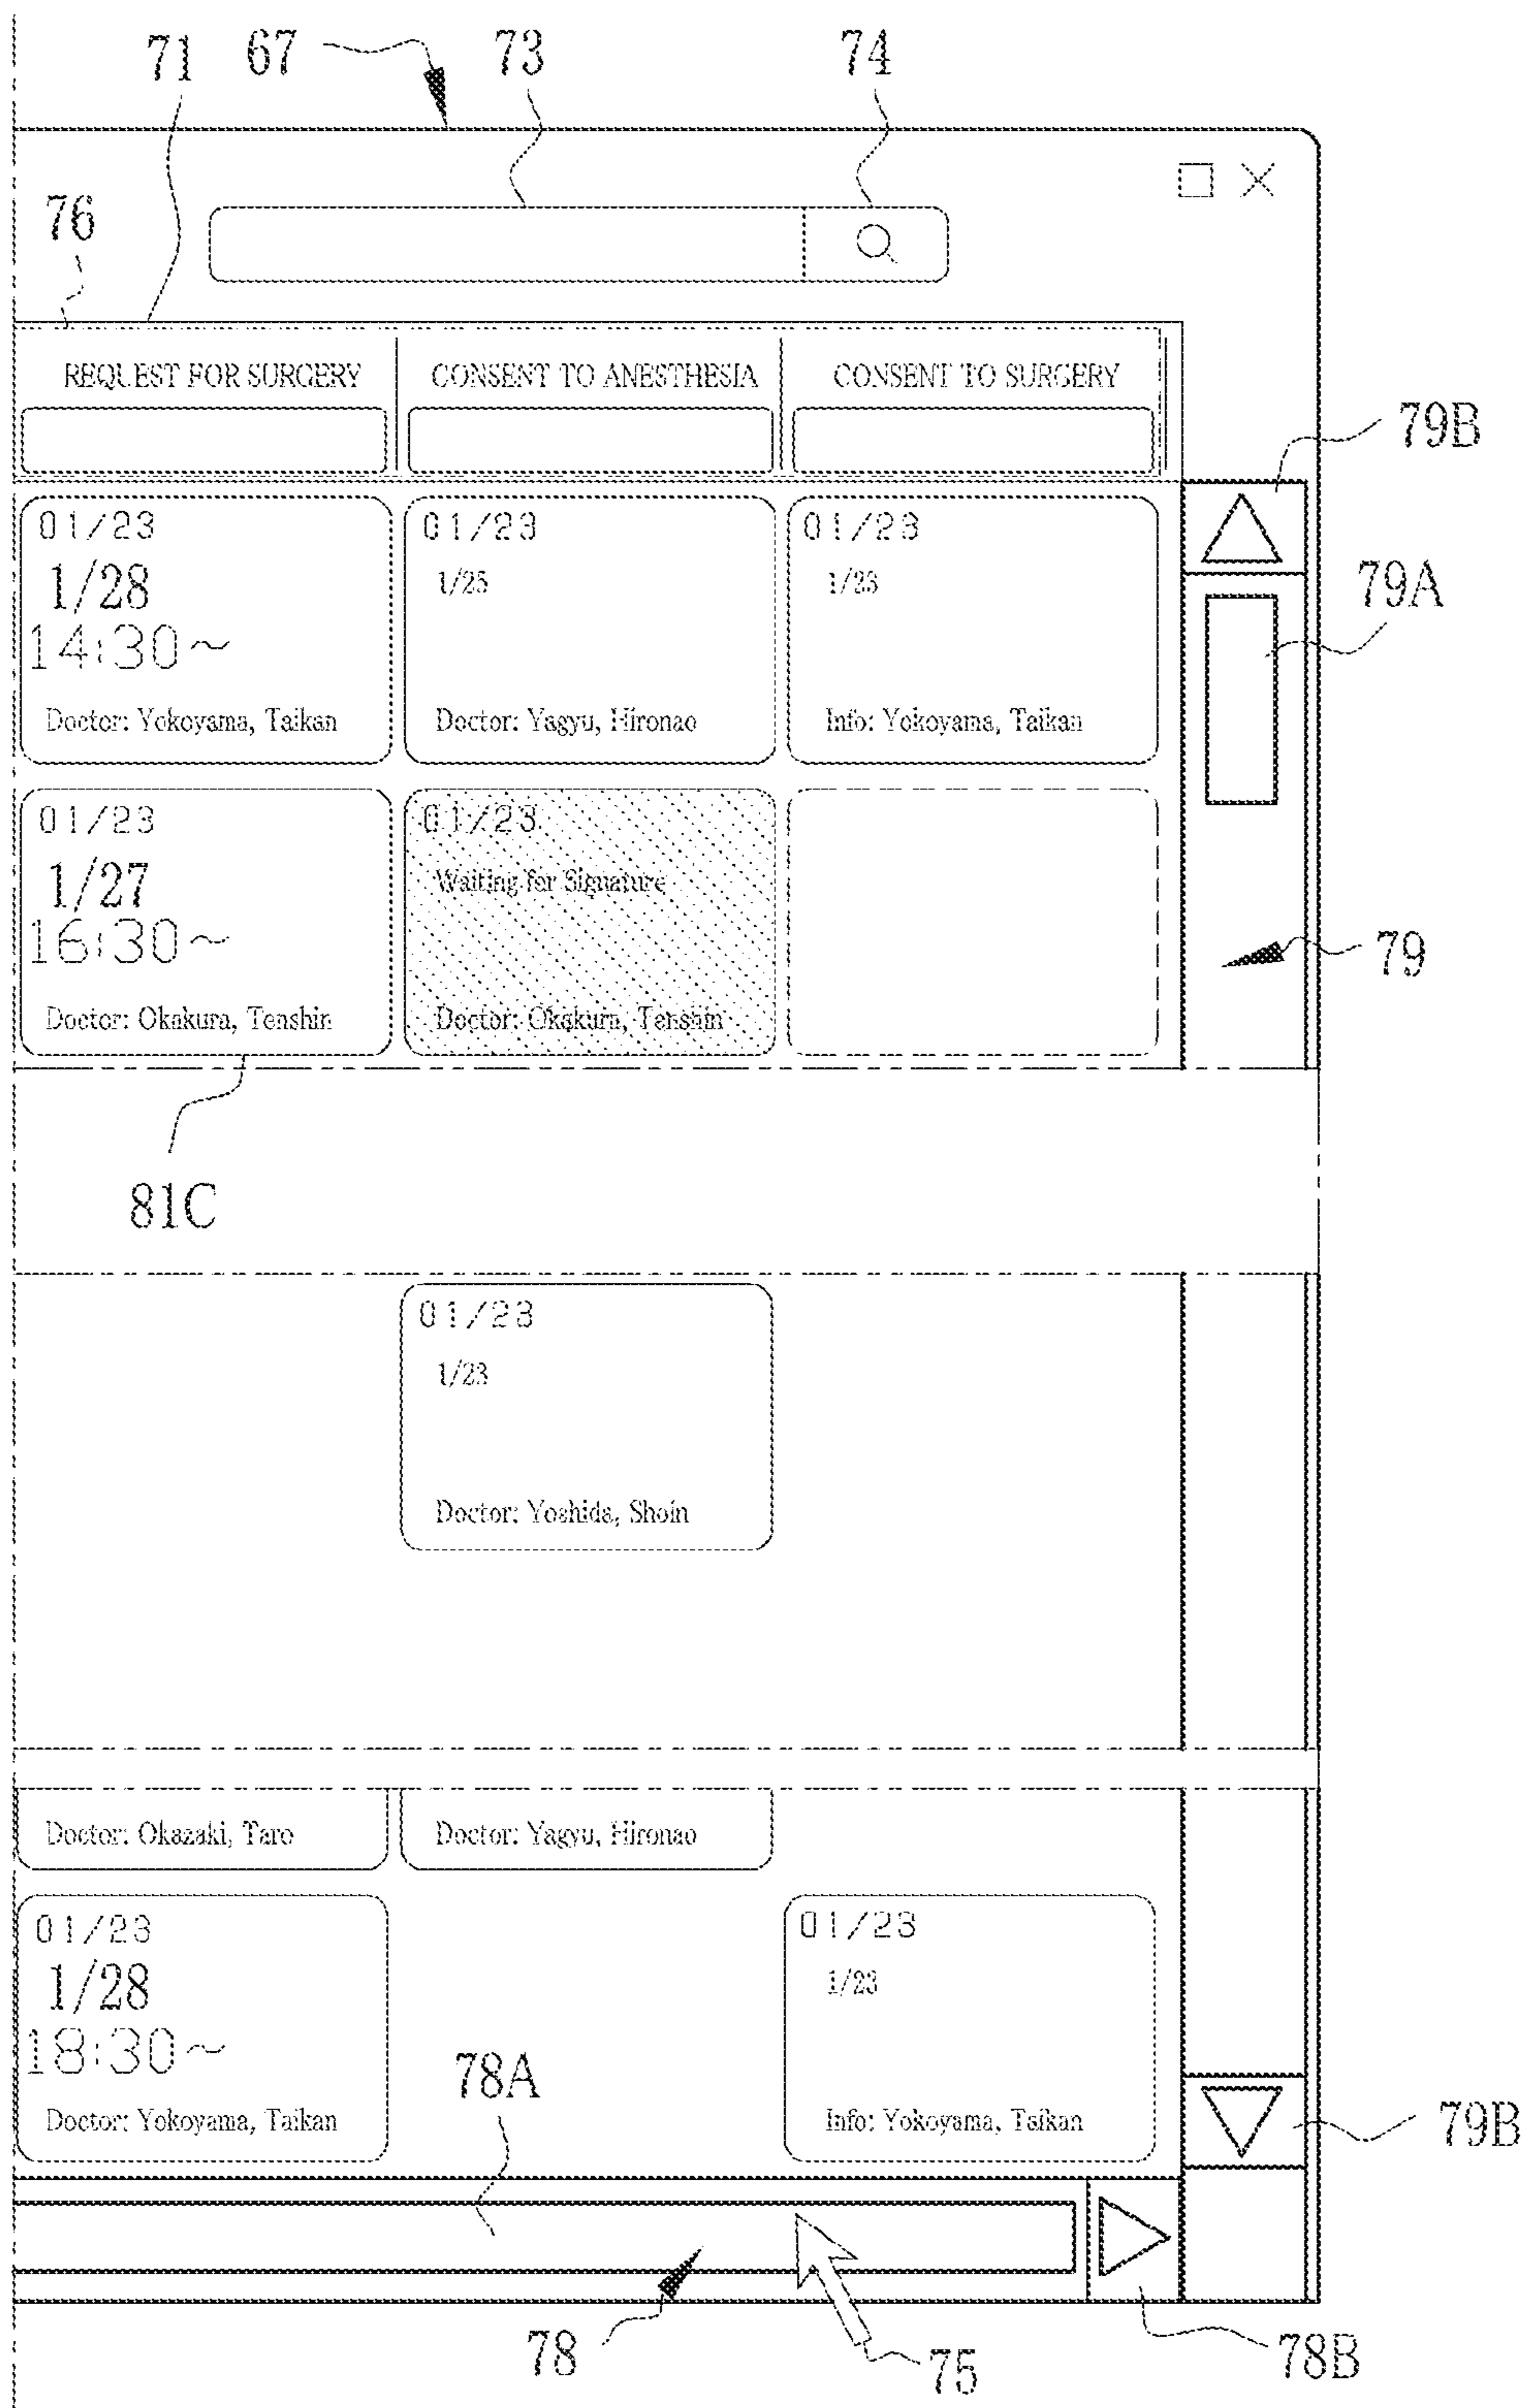 71 67 73 74
76
REQUEST FOR SURGERY CONSENT TO ANESTHESIA CONSENT TO SURGERY
79B
01/23 01/23 01/23
1/28 1/25 1/23
79A
14:30~
Doctor: Yokoyama, Taikan Doctor: Yagyu, Hironao Info: Yokoyama, Taikan
01/23 01/23
1/27 Waiting for Signature
16:30~
79
Doctor: Okakura, Tenshin Doctor: Okakura, Tenshin
81C
01/23
1/23
Doctor: Yoshida, Shoin
Doctor: Okazaki, Taro Doctor: Yagyu, Hironao
01/23 01/23
1/28 1/23
18:30~
78A
Doctor: Yokoyama, Taikan Info: Yokoyama, Taikan
79B
78 75 78B